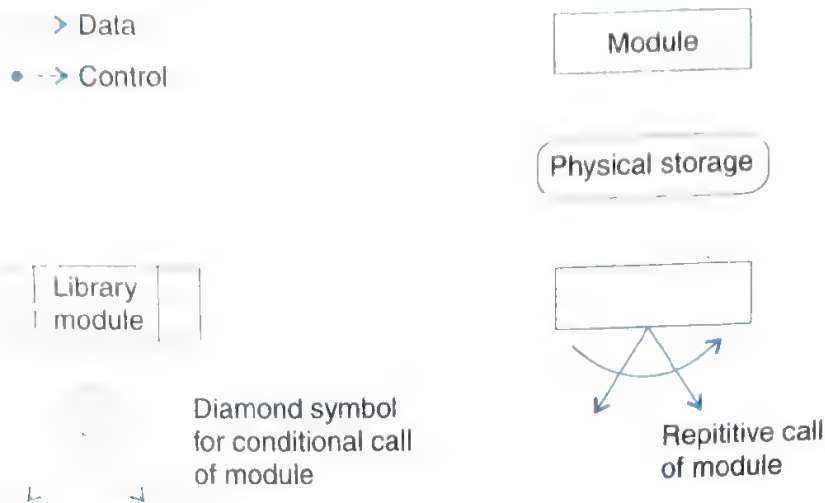 Data
Control
Module
Physical storage
Library
module
Diamond symbol
for conditional call
of module
Repititive call
of module